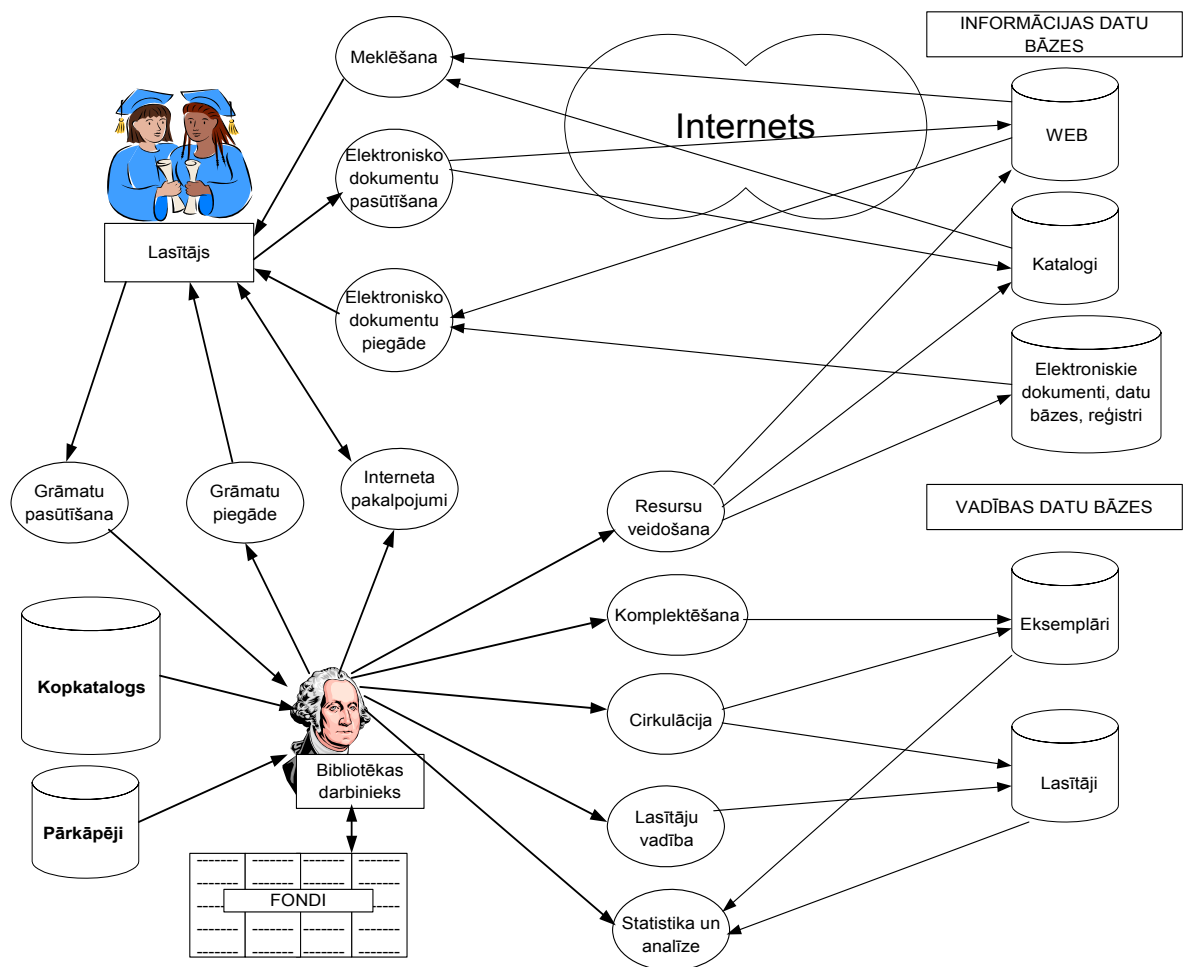 INFORMĀCIJAS DATU
BĀZES
Meklēšana
Internets
WEB
Elektronisko
dokumentu
pasūtīšana
Lasītājs
Katalogi
Elektronisko
dokumentu
piegāde
Elektroniskie
dokumenti, datu
bāzes, reģistri
Grāmatu
pasūtīšana
Grāmatu
piegāde
Interneta
pakalpojumi
Resursu
veidošana
VADĪBAS DATU BĀZES
Komplektēšana
Eksemplāri
Kopkatalogs
Cirkulācija
Bibliotēkas
darbinieks
Lasītāji
Pārkāpēji
Lasītāju
vadība
FONDI
Statistika un
analīze